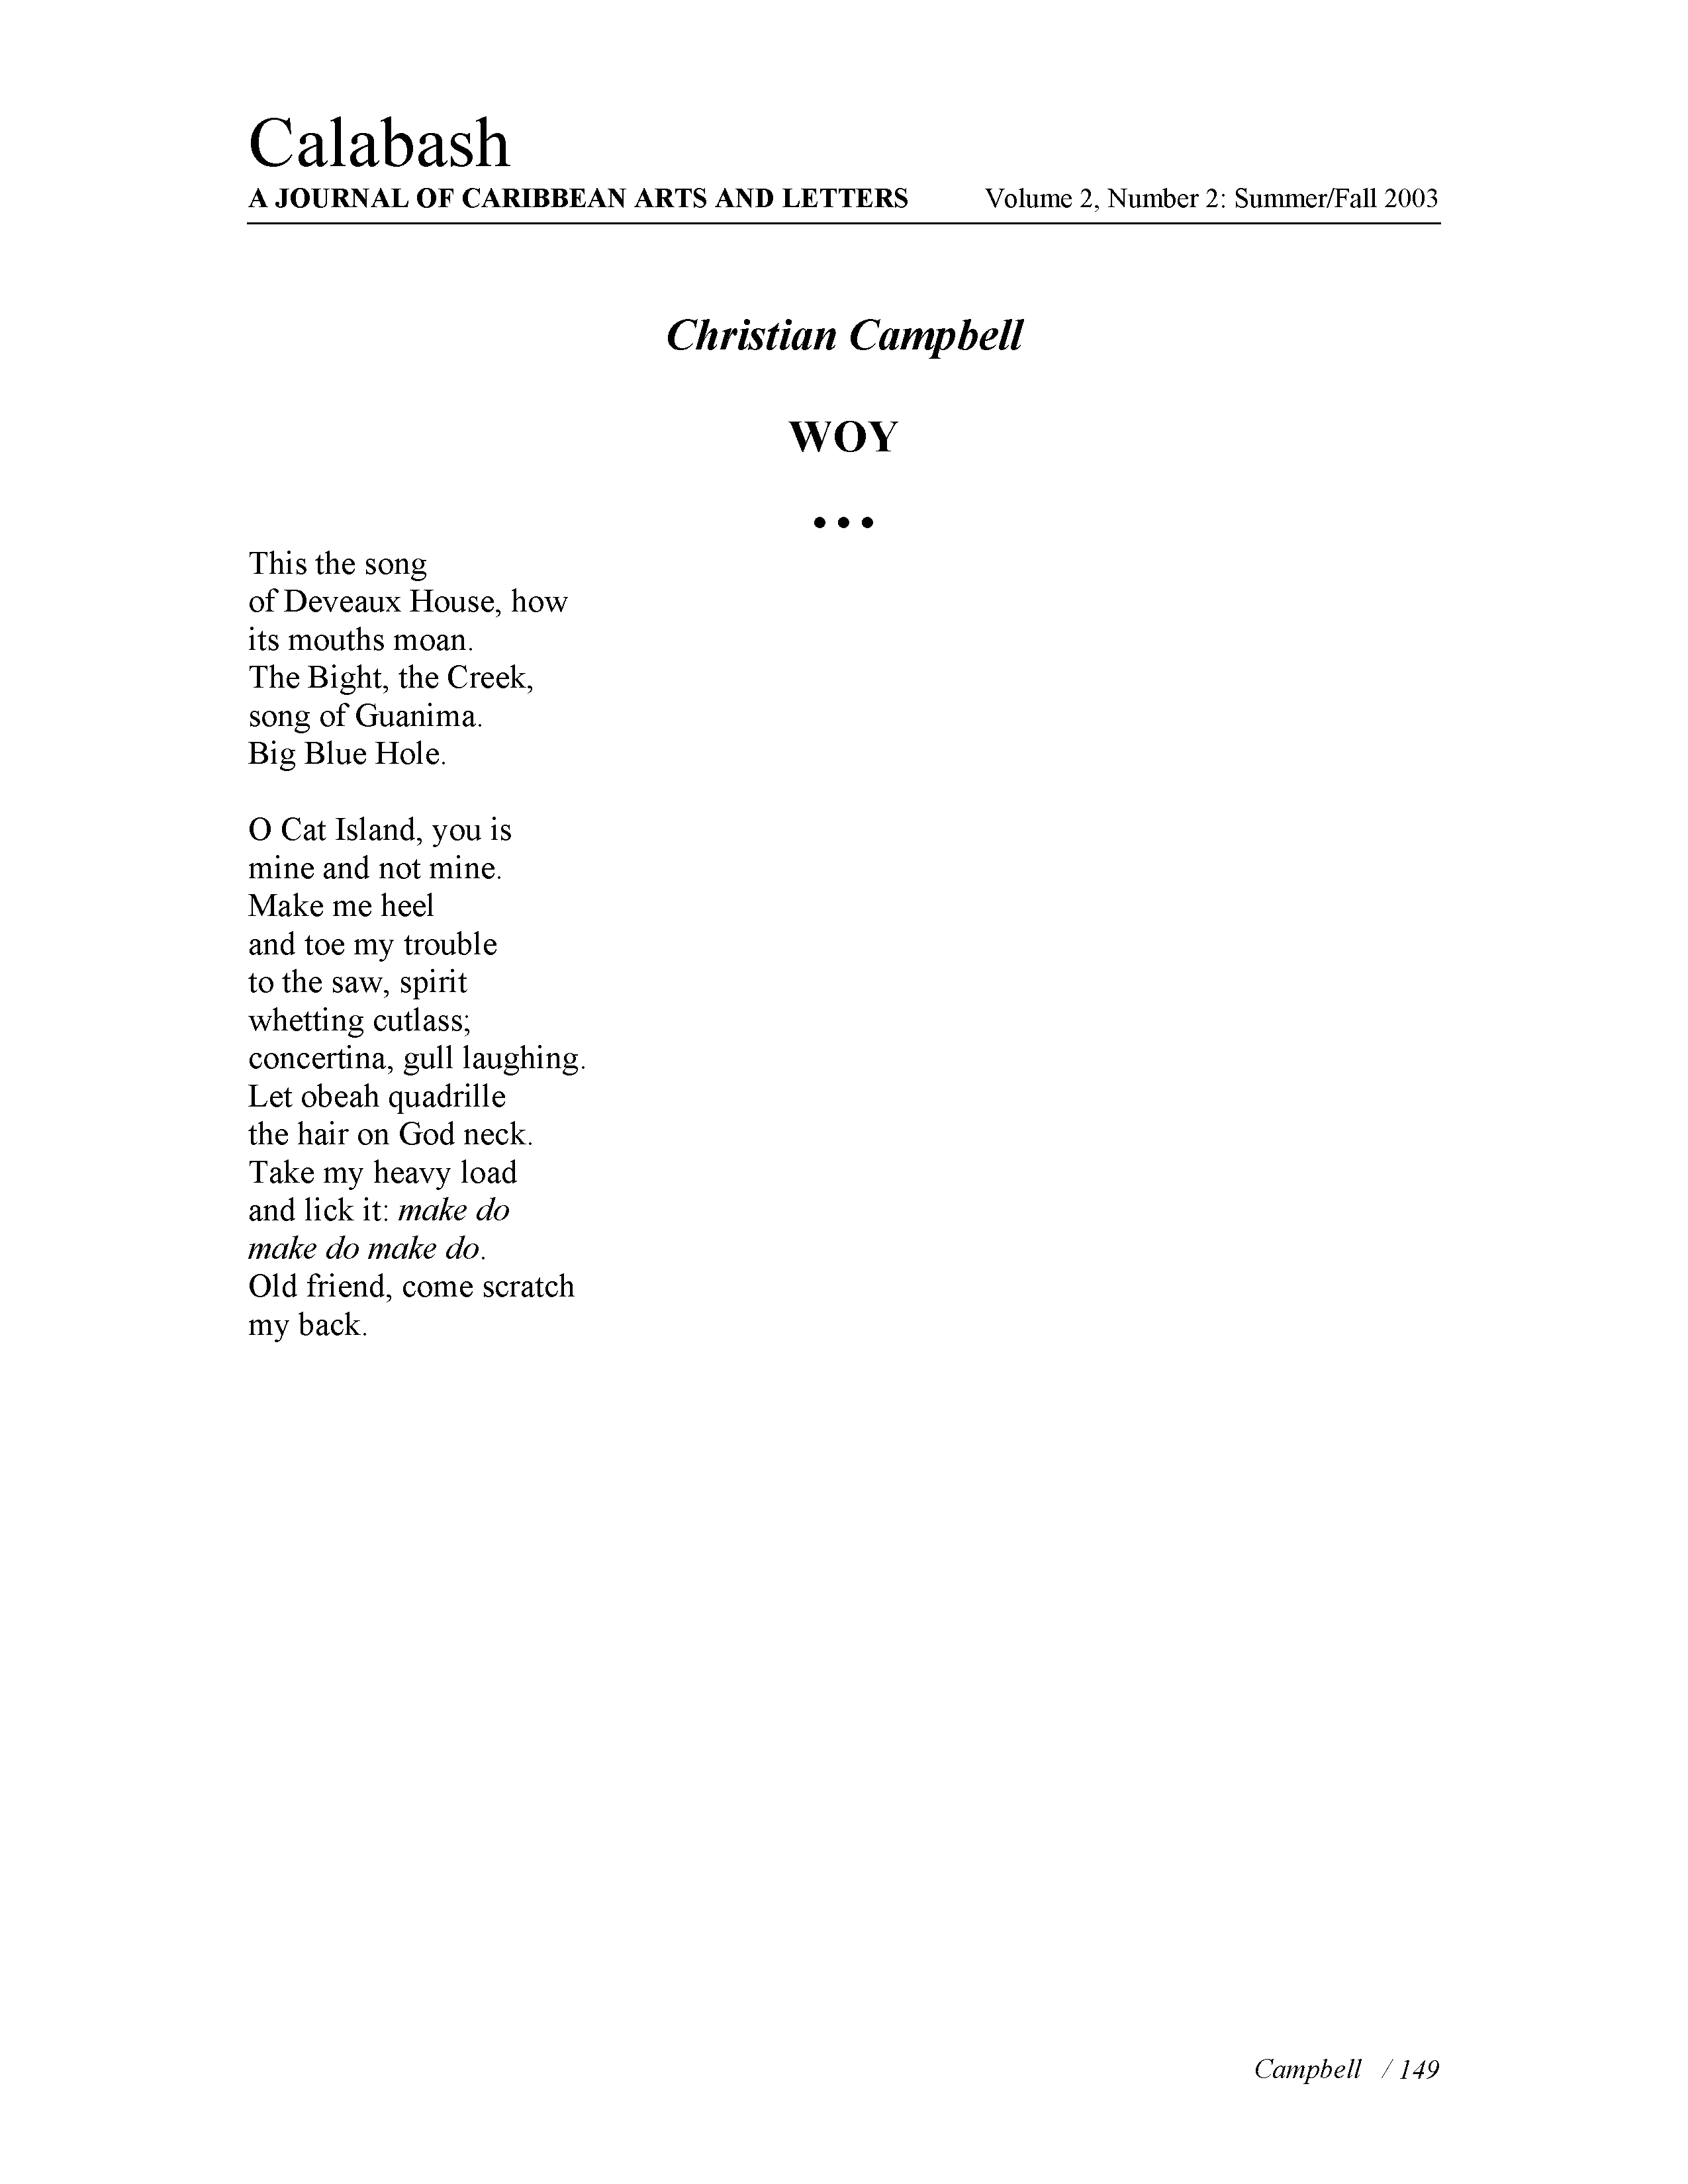 Calabash
A JOURNAL OF CARIBBEAN ARTS AND LETTERS Volume 2, Number 2: Summer/Fall 2003
Christian Campbell
WOY
• • •
This the song
of Deveaux House, how
its mouths moan.
The Bight, the Creek,
song of Guanima.
Big Blue Hole.
O Cat Island, you is
mine and not mine.
Make me heel
and toe my trouble
to the saw, spirit
whetting cutlass;
concertina, gull laughing.
Let obeah quadrille
the hair on God neck.
Take my heavy load
and lick it: make do
make do make do.
Old friend, come scratch
my back.
Campbell / 149